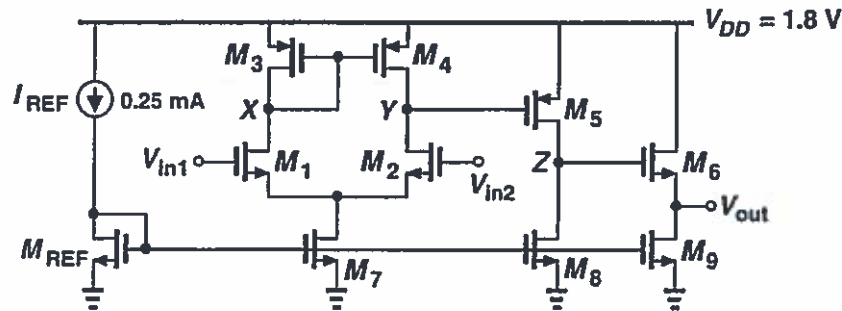 V_DD = 1.8 V
M_3
M_4
I_REF
0.25 mA
X
Y
M_5
V_in1
M_1
M_2
V_in2
Z
M_6
V_out
M_REF
M_7
M_8
M_9